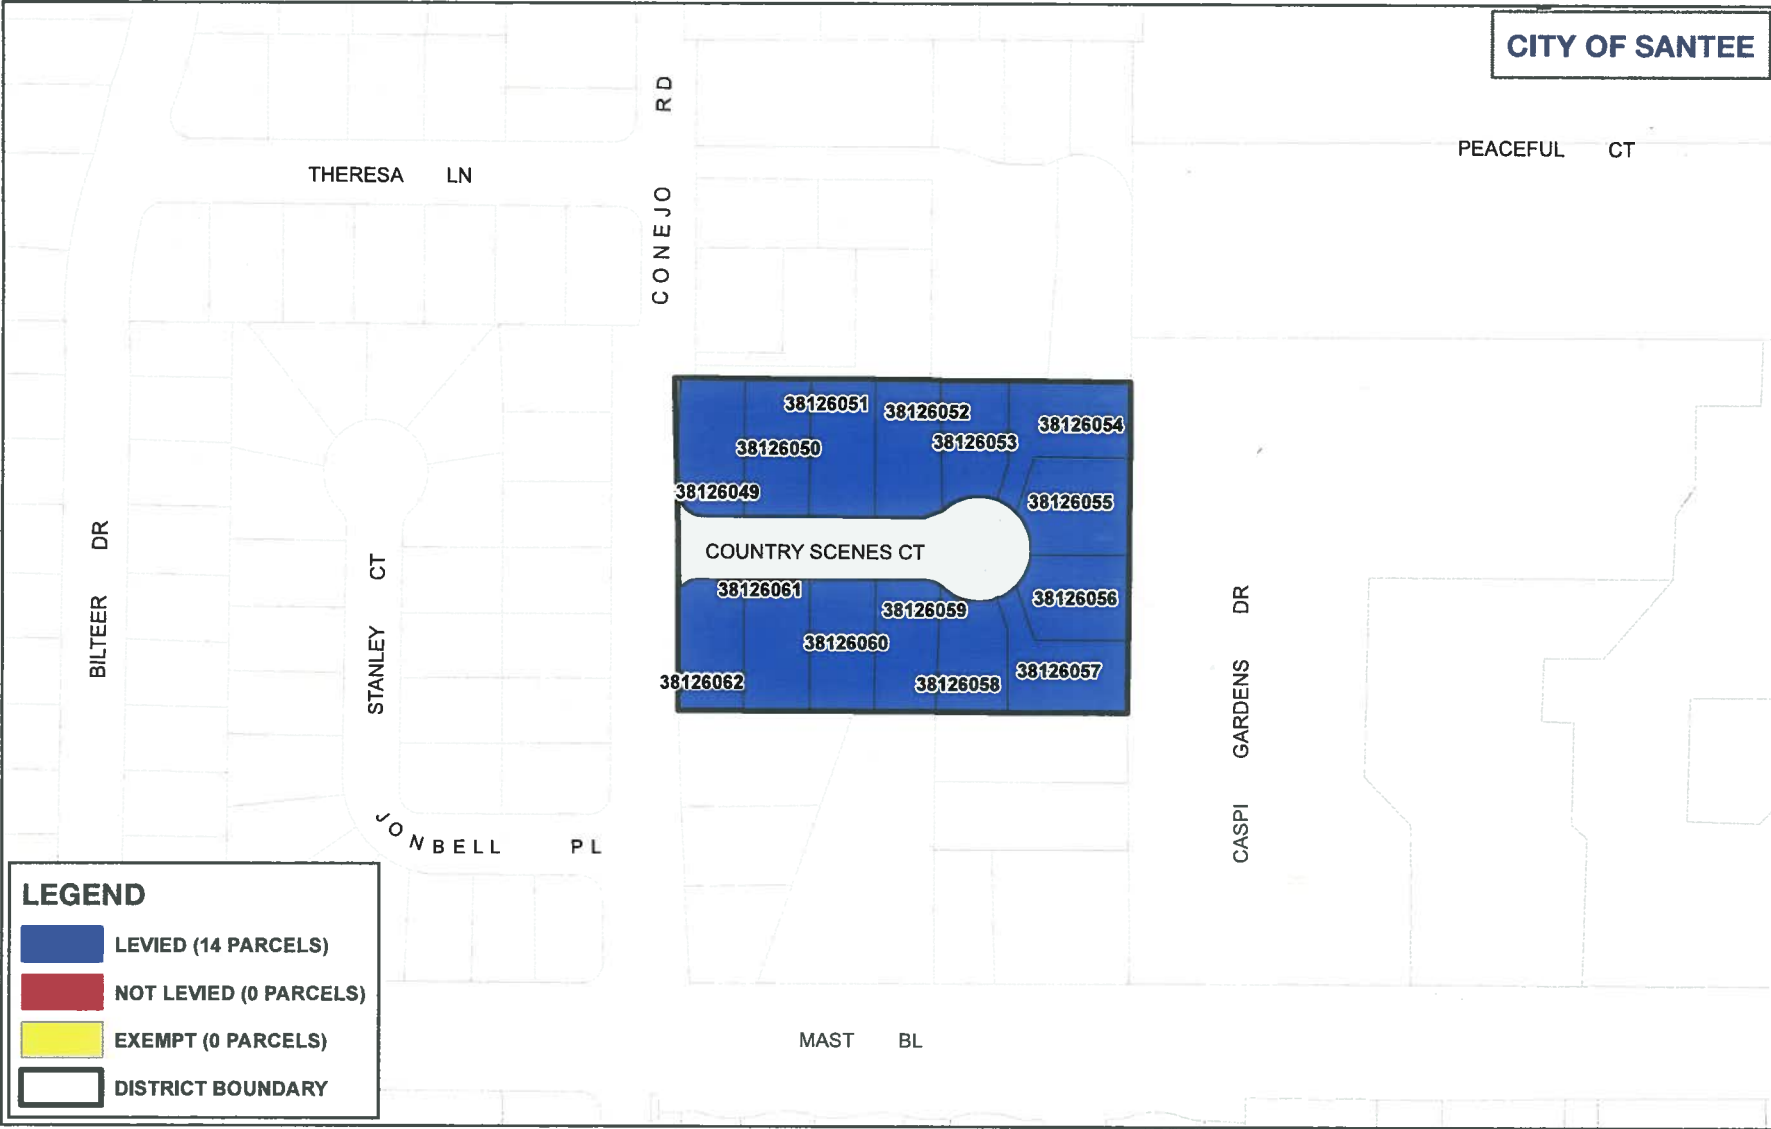 CITY OF SANTEE
PEACEFUL CT
THERESA LN
CONEJO RD
38126051
38126052
38126054
38126053
38126050
38126049
38126055
COUNTRY SCENES CT
38126061
38126059
38126056
38126060
38126057
38126062
38126058
BILTEER DR
STANLEY CT
CASPI GARDENS DR
JONBELL PL
MAST BL
LEGEND
LEVIED (14 PARCELS)
NOT LEVIED (0 PARCELS)
EXEMPT (0 PARCELS)
DISTRICT BOUNDARY